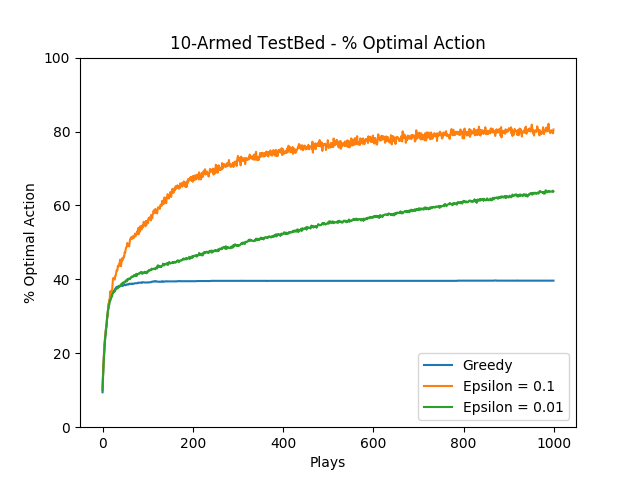 10-Armed TestBed - % Optimal Action
100
80
60
40
20
0
% Optimal Action
0 200 400 600 800 1000
Plays
Greedy
Epsilon = 0.1
Epsilon = 0.01